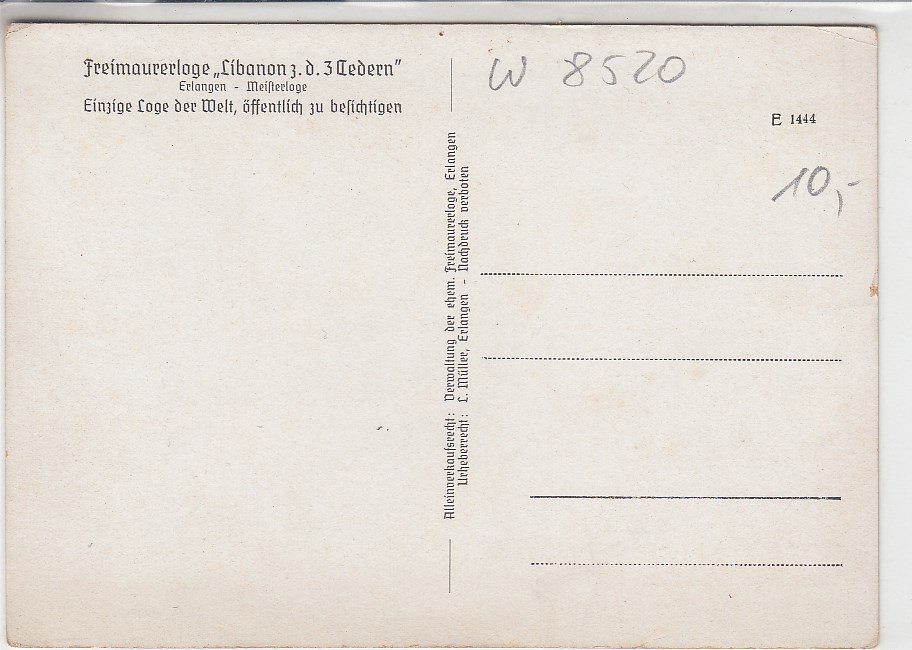 Freimaurerloge „Libanon z. d. 3 Cedern"
Erlangen - Meiſterloge
Einzige Loge der Welt, öffentlich zu beſichtigen
Alleinverkaufsrecht: Verwaltung der ehem. Freimaurerloge, Erlangen
Urheberrecht: L. Müller, Erlangen - Nachdruck verboten
W 8520
E 1444
10,-